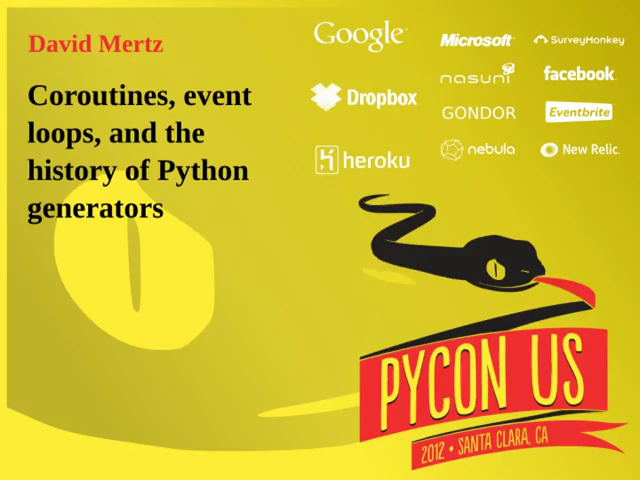 David Mertz
Coroutines, event
loops, and the
history of Python
generators
Google
Microsoft
SurveyMonkey
nasuni
facebook
Dropbox
GONDOR
Eventbrite
heroku
nebula
New Relic.
PYCON US
2012 • SANTA CLARA, CA